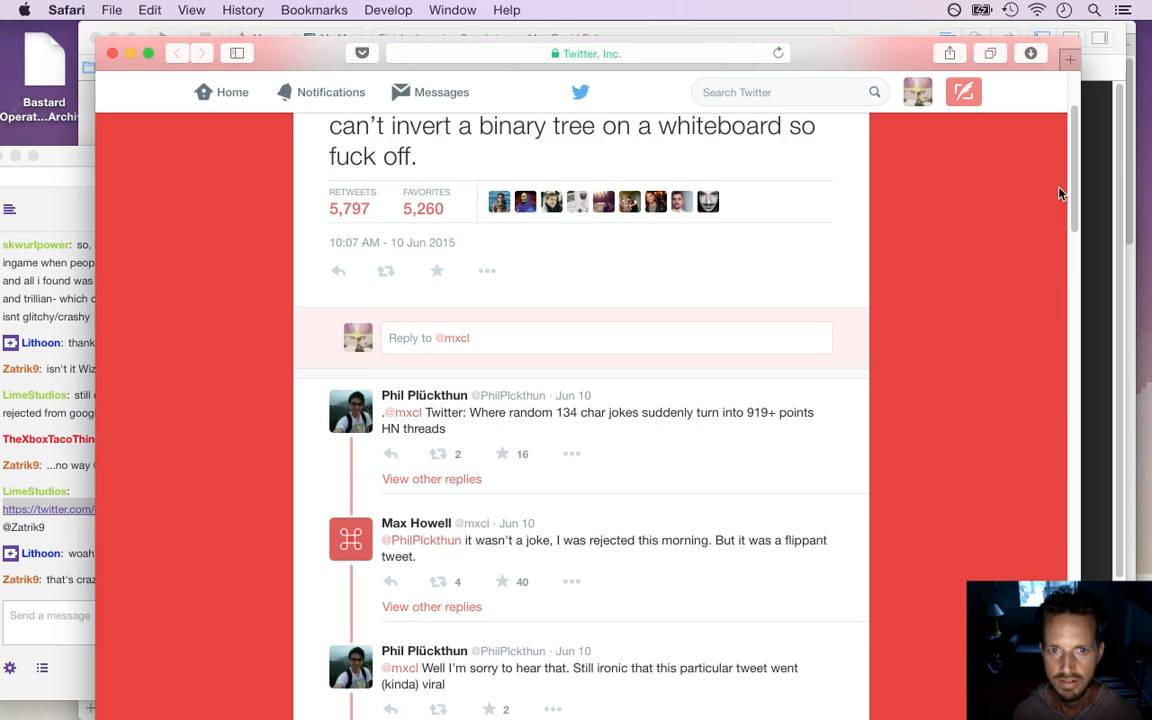 Safari File Edit View History Bookmarks Develop Window Help
Twitter, Inc.
Bastard
Operat...Archi
Home Notifications Messages
Search Twitter
can't invert a binary tree on a whiteboard so
fuck off.
RETWEETS FAVORITES
5,797 5,260
10:07 AM - 10 Jun 2015
Reply to @mxcl
Phil Plückthun @PhilPlckthun · Jun 10
.@mxcl Twitter: Where random 134 char jokes suddenly turn into 919+ points
HN threads
2 16
View other replies
Max Howell @mxcl · Jun 10
@PhilPlckthun it wasn't a joke, I was rejected this morning. But it was a flippant
tweet.
4 40
View other replies
Phil Plückthun @PhilPlckthun · Jun 10
@mxcl Well I'm sorry to hear that. Still ironic that this particular tweet went
(kinda) viral
2
skwurlpower: so,
ingame when peop
and all i found was
and trillian- which c
isnt glitchy/crashy
Lithoon: thank
Zatrik9: isn't it Wiz
LimeStudios: still
rejected from goog
TheXboxTacoThin
Zatrik9: ...no way
LimeStudios:
https://twitter.com/
@Zatrik9
Lithoon: woah
Zatrik9: that's craz
Send a message